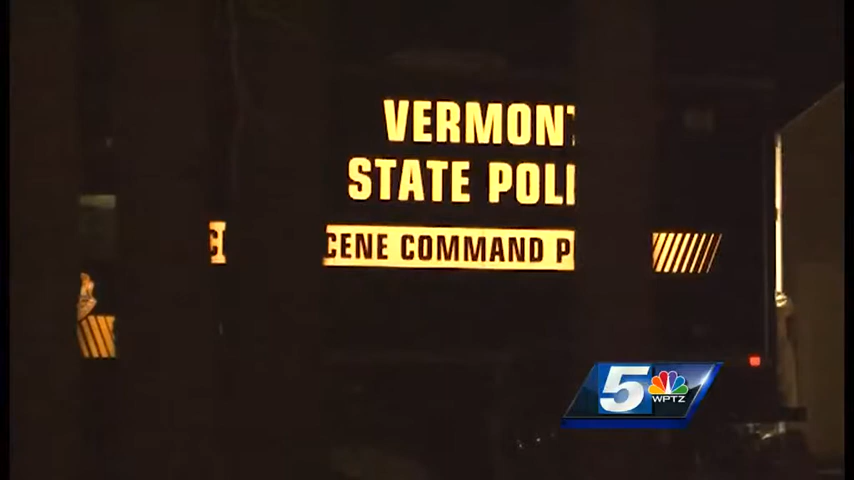 VERMONT
STATE POLI
CENE COMMAND P
5
WPTZ